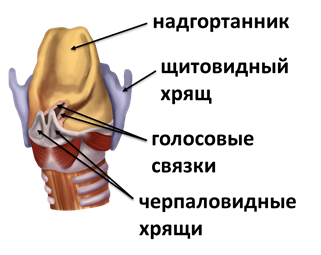 надгортанник
щитовидный
хрящ
голосовые
связки
черпаловидные
хрящи